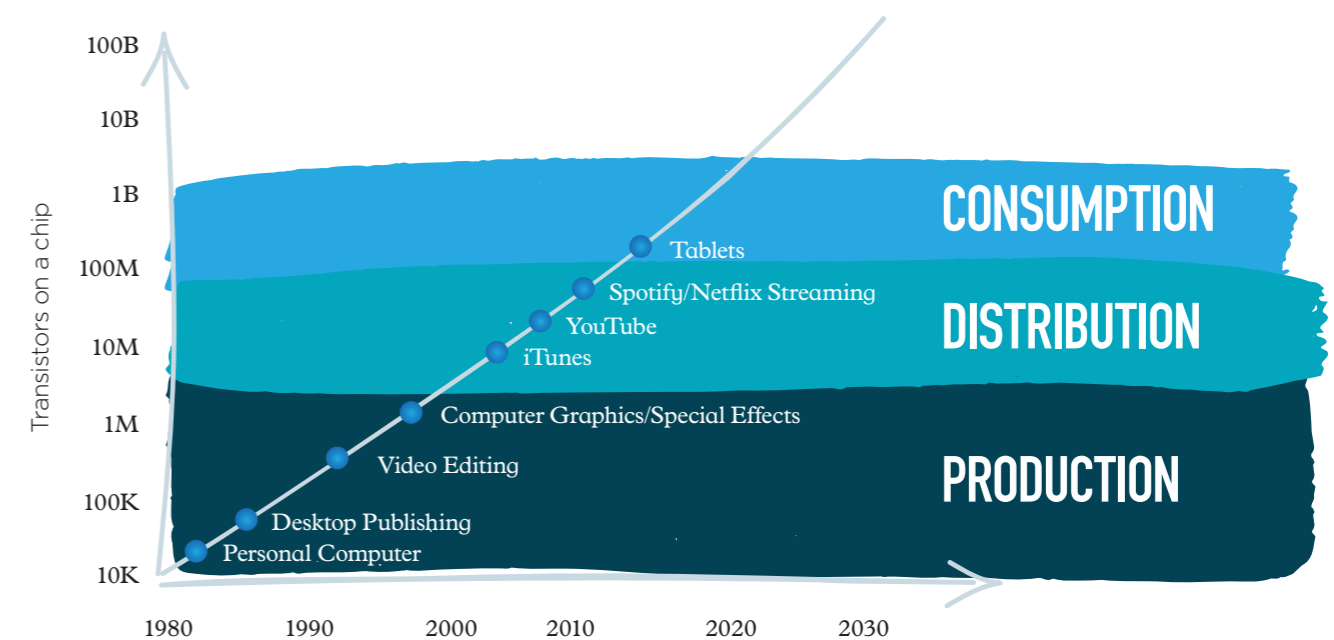 100B
10B
1B
100M
10M
1M
100K
10K
Transistors on a chip
CONSUMPTION
Tablets
Spotify/Netflix Streaming
DISTRIBUTION
YouTube
iTunes
Computer Graphics/Special Effects
Video Editing
PRODUCTION
Desktop Publishing
Personal Computer
1980 1990 2000 2010 2020 2030